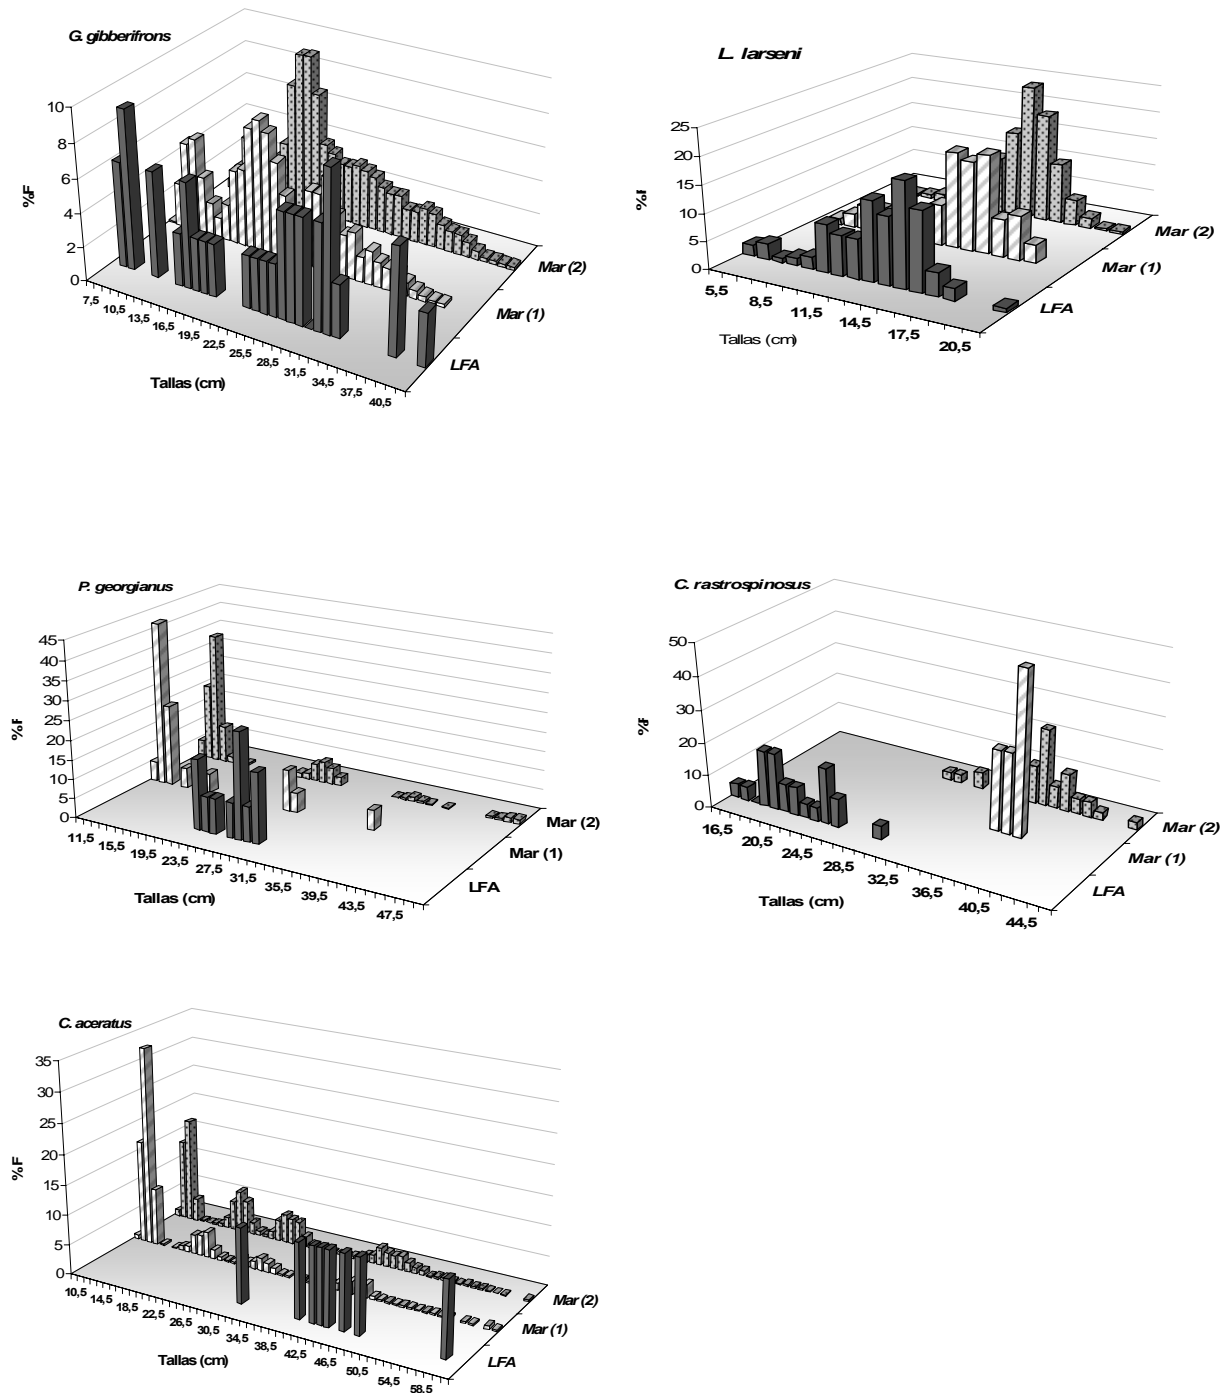 G. gibberifrons
10
8
6
4
2
0
%F
7,5 10,5 13,5 16,5 19,5 22,5 25,5 28,5 31,5 34,5 37,5 40,5
Tallas (cm)
LFA
Mar (1)
Mar (2)
L. larseni
25
20
15
10
5
0
5,5 8,5 11,5 14,5 17,5 20,5
Tallas (cm)
LFA
Mar (1)
Mar (2)
P. georgianus
45
40
35
30
25
20
15
10
5
0
11,5 15,5 19,5 23,5 27,5 31,5 35,5 39,5 43,5 47,5
Tallas (cm)
LFA
Mar (1)
Mar (2)
C. rastrospinosus
50
40
30
20
10
0
16,5 20,5 24,5 28,5 32,5 36,5 40,5 44,5
Tallas (cm)
LFA
Mar (1)
Mar (2)
C. aceratus
35
30
25
20
15
10
5
0
%F
10,5 14,5 18,5 22,5 26,5 30,5 34,5 38,5 42,5 46,5 50,5 54,5 58,5
Tallas (cm)
LFA
Mar (1)
Mar (2)